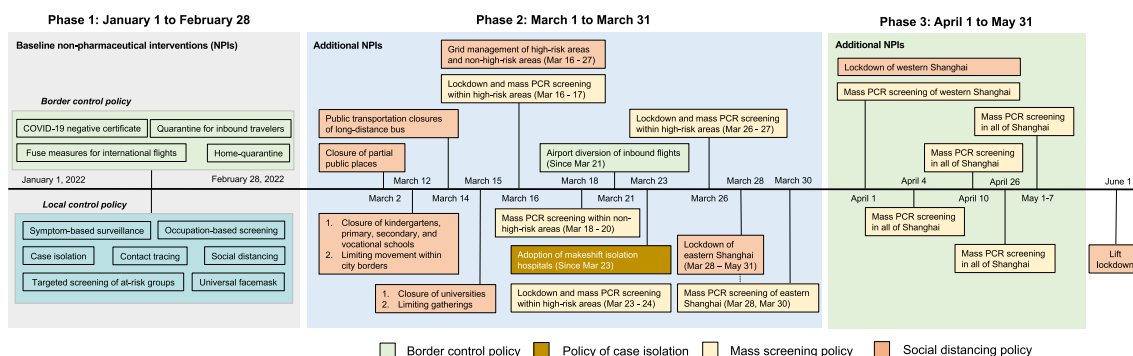 Phase 1: January 1 to February 28
Baseline non-pharmaceutical interventions (NPIs)
Border control policy
COVID-19 negative certificate
Quarantine for inbound travelers
Fuse measures for international flights
Home-quarantine
January 1, 2022
February 28, 2022
Local control policy
Symptom-based surveillance
Occupation-based screening
Case isolation
Contact tracing
Social distancing
Targeted screening of at-risk groups
Universal facemask
Phase 2: March 1 to March 31
Additional NPIs
Grid management of high-risk areas
and non-high-risk areas (Mar 16 - 27)
Lockdown and mass PCR screening
within high-risk areas (Mar 16 - 17)
Public transportation closures
of long-distance bus
Lockdown and mass PCR screening
within high-risk areas (Mar 26 - 27)
Closure of partial
public places
Airport diversion of inbound flights
(Since Mar 21)
March 12
March 15
March 18
March 23
March 28
March 30
March 2
March 14
March 16
March 21
March 26
1. Closure of kindergartens,
primary, secondary, and
vocational schools
2. Limiting movement within
city borders
Mass PCR screening within non-
high-risk areas (Mar 18 - 20)
Adoption of makeshift isolation
hospitals (Since Mar 23)
Lockdown of
eastern Shanghai
(Mar 28 – May 31)
1. Closure of universities
2. Limiting gatherings
Lockdown and mass PCR screening
within high-risk areas (Mar 23 - 24)
Mass PCR screening of eastern
Shanghai (Mar 28, Mar 30)
Phase 3: April 1 to May 31
Additional NPIs
Lockdown of western Shanghai
Mass PCR screening of western Shanghai
Mass PCR screening
in all of Shanghai
Mass PCR screening
in all of Shanghai
April 4
April 26
June 1
April 1
April 10
May 1-7
Mass PCR screening
in all of Shanghai
Mass PCR screening
in all of Shanghai
Lift
lockdown
Border control policy
Policy of case isolation
Mass screening policy
Social distancing policy